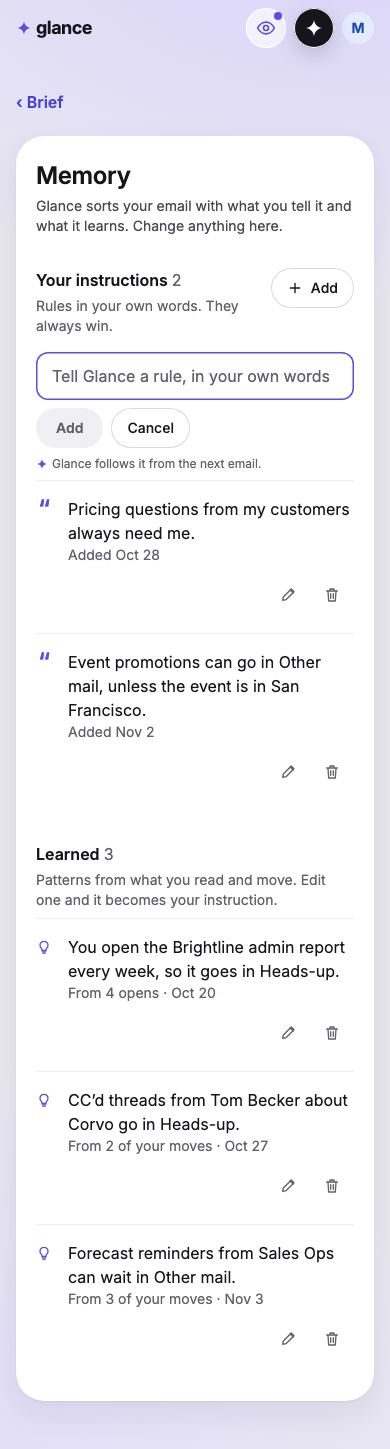 glance
M
‹ Brief
Memory
Glance sorts your email with what you tell it and
what it learns. Change anything here.
Your instructions 2
+ Add
Rules in your own words. They
always win.
Tell Glance a rule, in your own words
Add
Cancel
Glance follows it from the next email.
" Pricing questions from my customers
always need me.
Added Oct 28
" Event promotions can go in Other
mail, unless the event is in San
Francisco.
Added Nov 2
Learned 3
Patterns from what you read and move. Edit
one and it becomes your instruction.
You open the Brightline admin report
every week, so it goes in Heads-up.
From 4 opens · Oct 20
CC’d threads from Tom Becker about
Corvo go in Heads-up.
From 2 of your moves · Oct 27
Forecast reminders from Sales Ops
can wait in Other mail.
From 3 of your moves · Nov 3